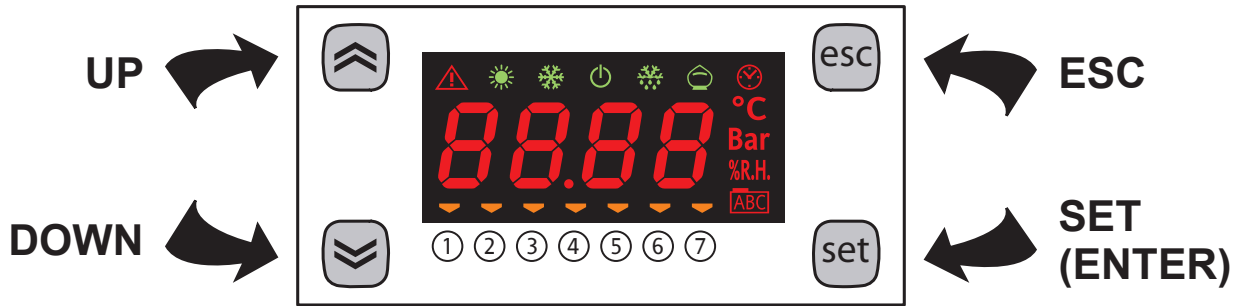 UP
esc
ESC
°C
88.88
Bar
%R.H.
ABC
DOWN
1 2 3 4 5 6 7
set
SET
(ENTER)